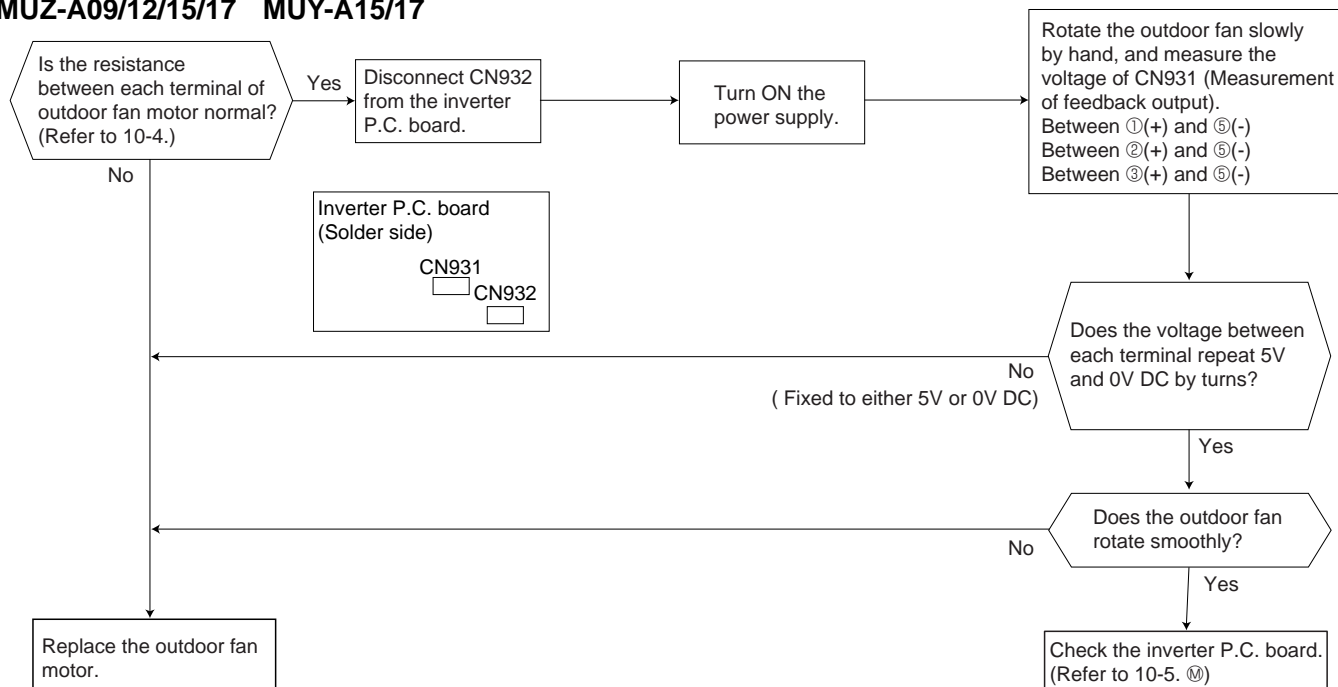 MUZ-A09/12/15/17 MUY-A15/17
Is the resistance
between each terminal of
outdoor fan motor normal?
(Refer to 10-4.)
Yes
No
Disconnect CN932
from the inverter
P.C. board.
Turn ON the
power supply.
Rotate the outdoor fan slowly
by hand, and measure the
voltage of CN931 (Measurement
of feedback output).
Between ①(+) and ⑤(-)
Between ②(+) and ⑤(-)
Between ③(+) and ⑤(-)
Inverter P.C. board
(Solder side)
CN931
CN932
Does the voltage between
each terminal repeat 5V
and 0V DC by turns?
No
( Fixed to either 5V or 0V DC)
Yes
Does the outdoor fan
rotate smoothly?
No
Yes
Replace the outdoor fan
motor.
Check the inverter P.C. board.
(Refer to 10-5. Ⓜ)